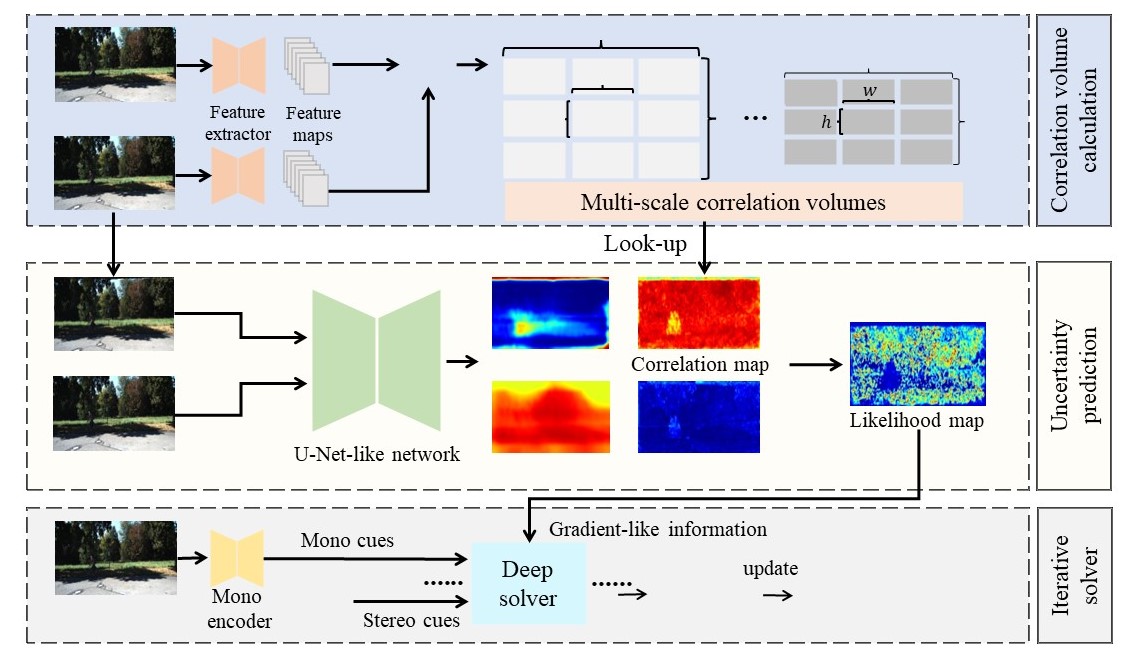 Feature
extractor
Feature
maps
w
h
...
Multi-scale correlation volumes
Correlation volume
calculation
Look-up
Correlation map
Likelihood map
U-Net-like network
Uncertainty
prediction
Gradient-like information
Mono cues
Mono
encoder
......
Stereo cues
Deep
solver
......
update
Iterative
solver